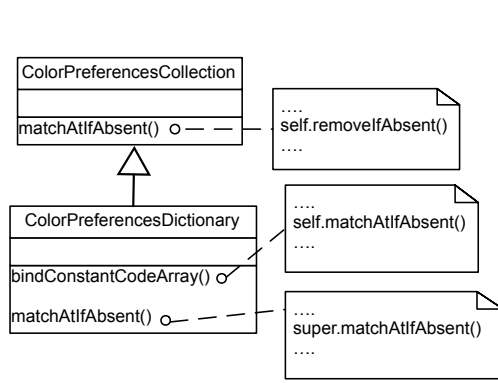 ColorPreferencesCollection
matchAtIfAbsent()
....
self.removeIfAbsent()
....
ColorPreferencesDictionary
bindConstantCodeArray()
matchAtIfAbsent()
....
self.matchAtIfAbsent()
....
....
super.matchAtIfAbsent()
....